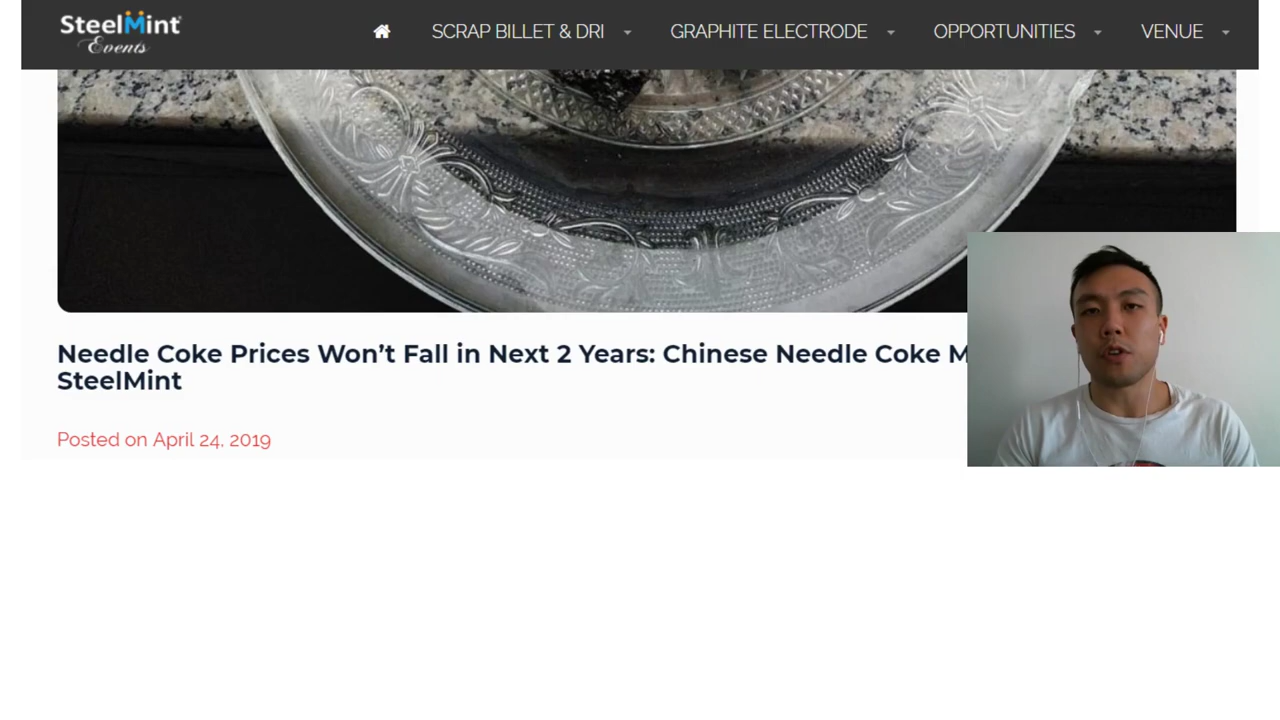 SteelMint
Events
SCRAP BILLET & DRI
GRAPHITE ELECTRODE
OPPORTUNITIES
VENUE
Needle Coke Prices Won’t Fall in Next 2 Years: Chinese Needle Coke
SteelMint
Posted on April 24, 2019